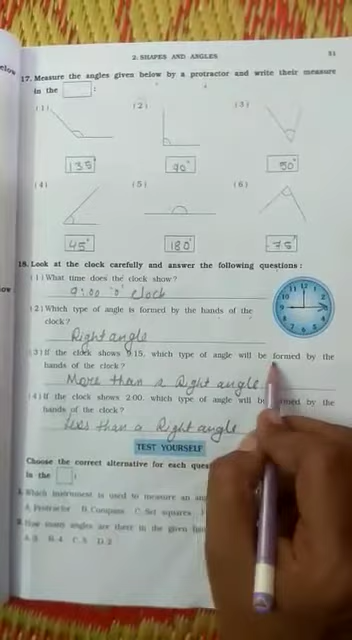 2. SHAPES AND ANGLES 31
17. Measure the angles given below by a protractor and write their measure
in the :
(1) (2) (3)
135° 90° 50°
(4) (5) (6)
45° 180° 75°
18. Look at the clock carefully and answer the following questions :
(1) What time does the clock show?
9:00 'o' clock
(2) Which type of angle is formed by the hands of the
clock?
Right angle
(3) If the clock shows 9:15, which type of angle will be formed by the
hands of the clock?
More than a Right angle
(4) If the clock shows 2:00, which type of angle will be formed by the
hands of the clock?
Less than a Right angle
TEST YOURSELF
Choose the correct alternative for each ques
in the :
1. Which instrument is used to measure an
A. Protractor B. Compass C. Set squares
2. How many angles are there in the given
A. 3 B. 4 C. 5 D. 2